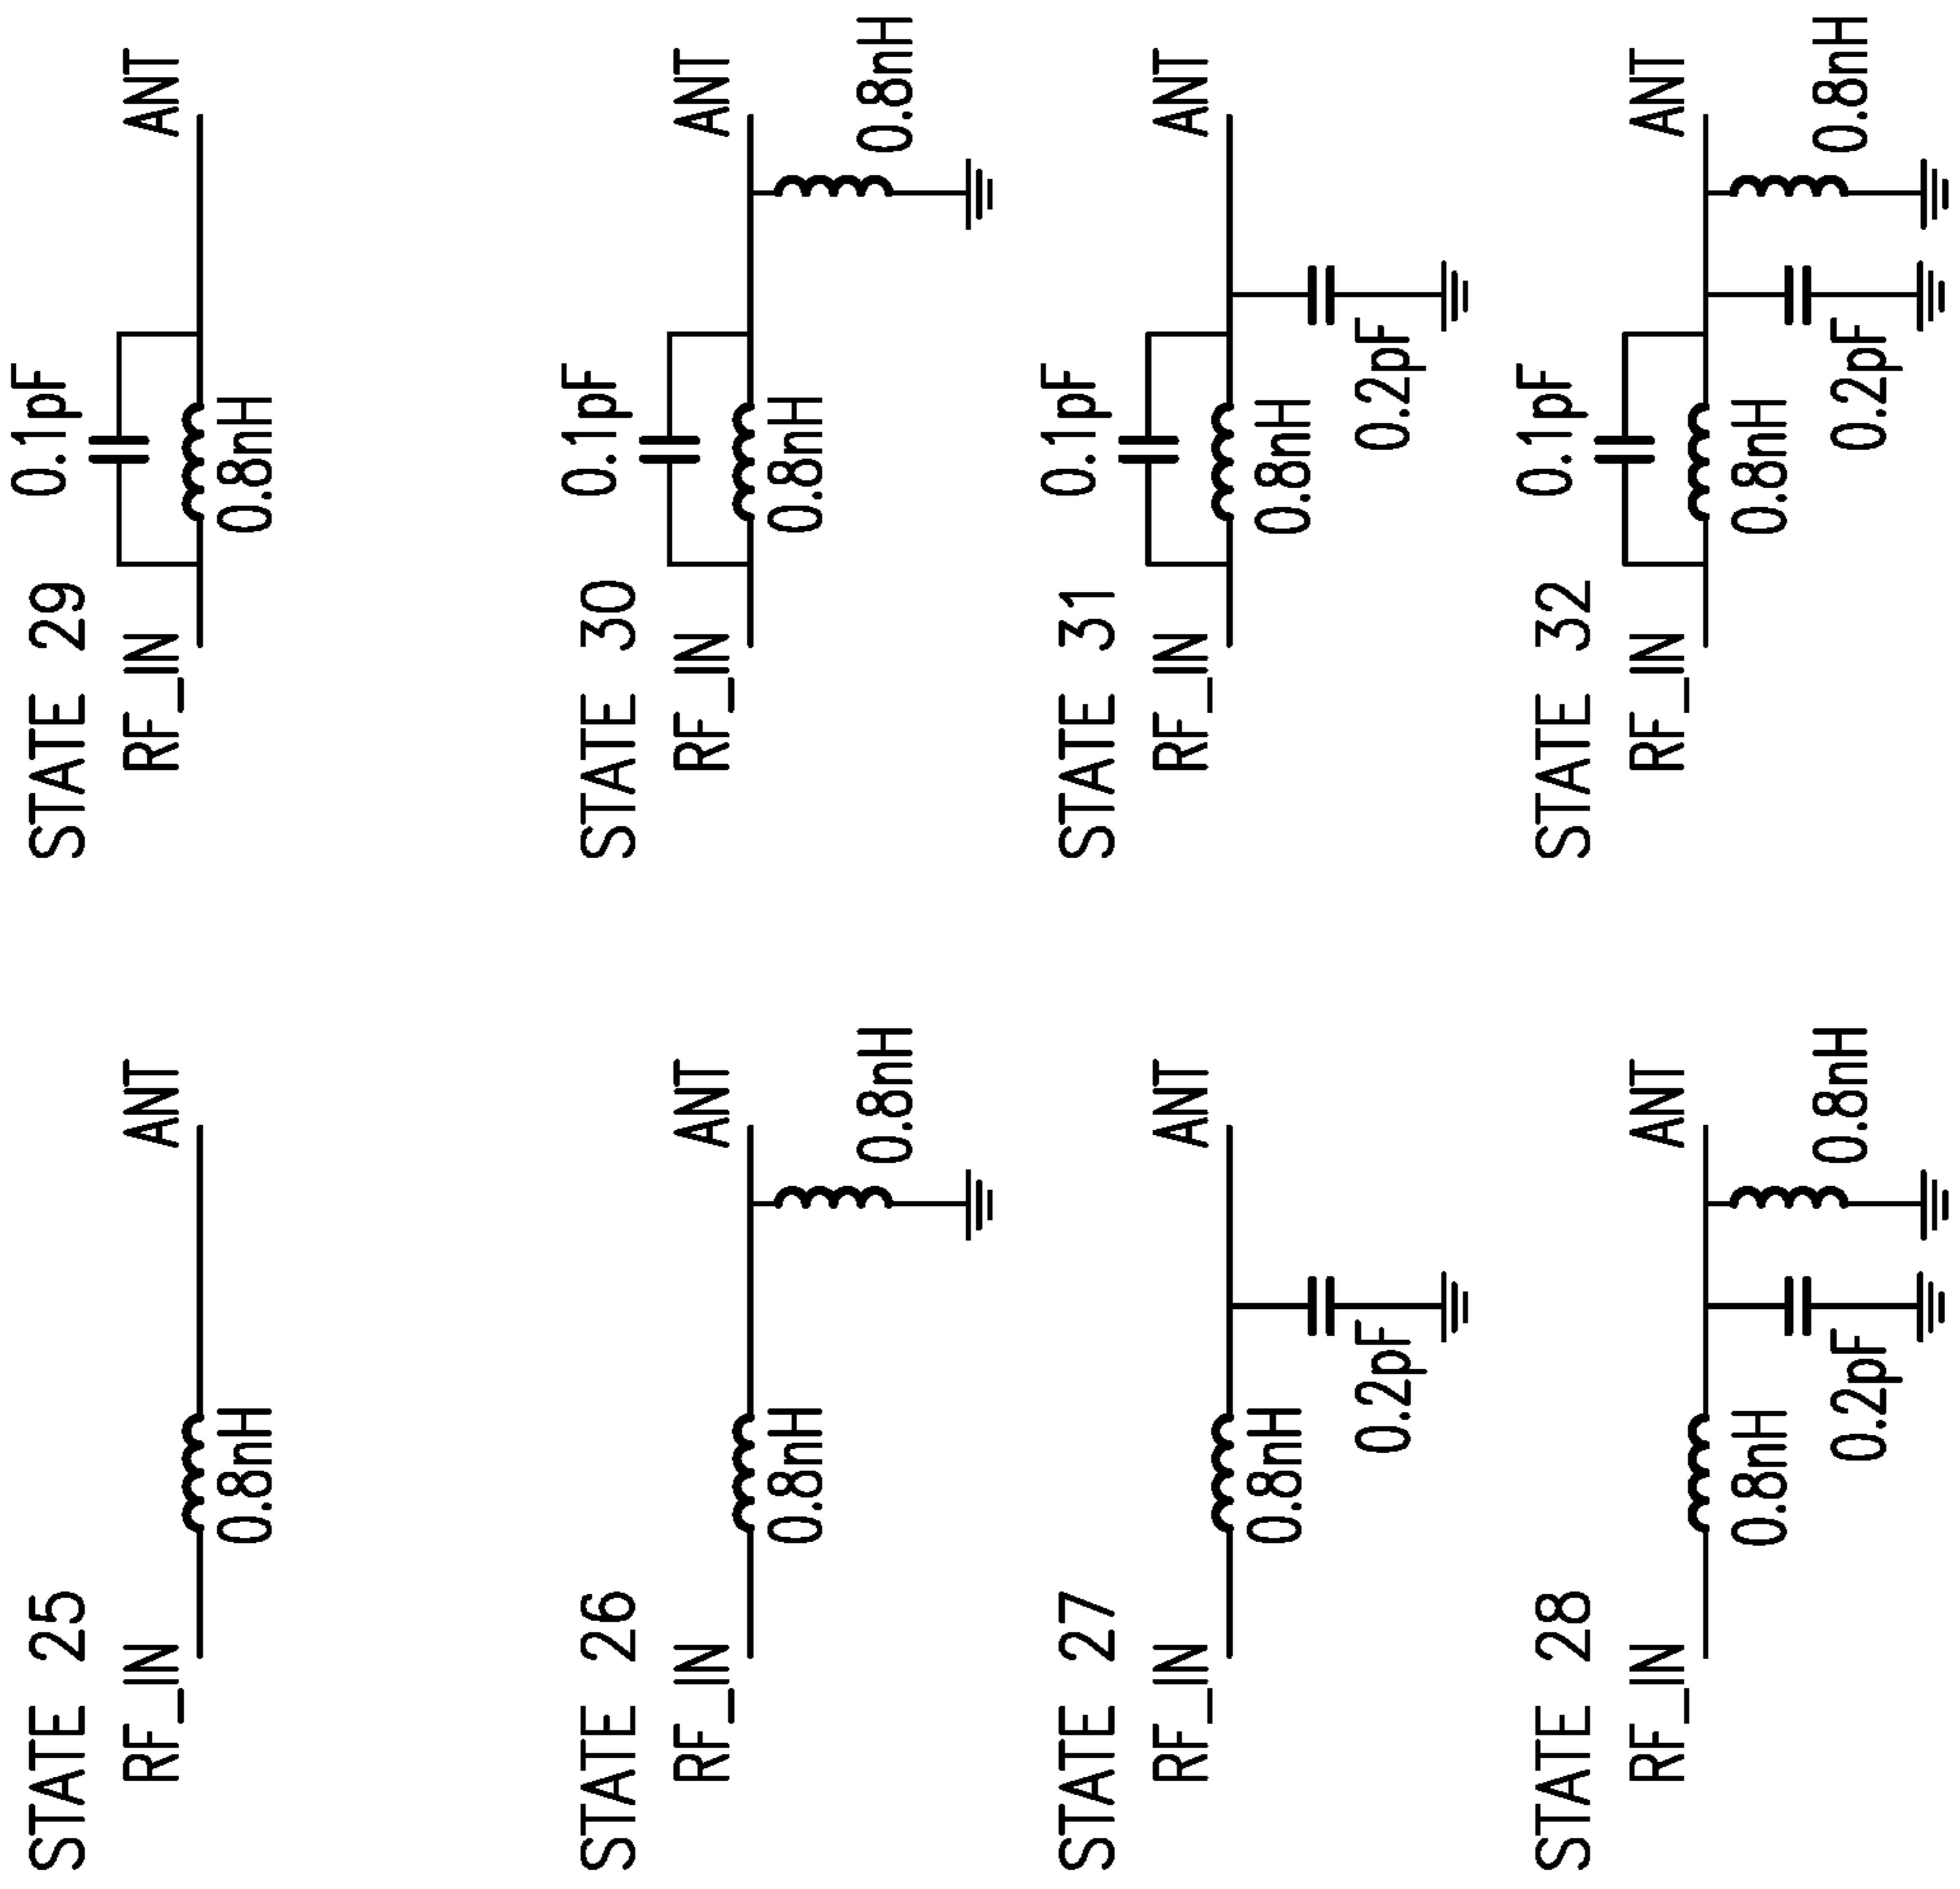 STATE 25
RF_IN
ANT
0.8nH
STATE 26
RF_IN
ANT
0.8nH
0.8nH
STATE 27
RF_IN
ANT
0.8nH
0.2pF
STATE 28
RF_IN
ANT
0.8nH
0.2pF
0.8nH
STATE 29
0.1pF
RF_IN
ANT
0.8nH
STATE 30
0.1pF
RF_IN
ANT
0.8nH
0.8nH
STATE 31
0.1pF
RF_IN
ANT
0.8nH
0.2pF
STATE 32
0.1pF
RF_IN
ANT
0.8nH
0.2pF
0.8nH